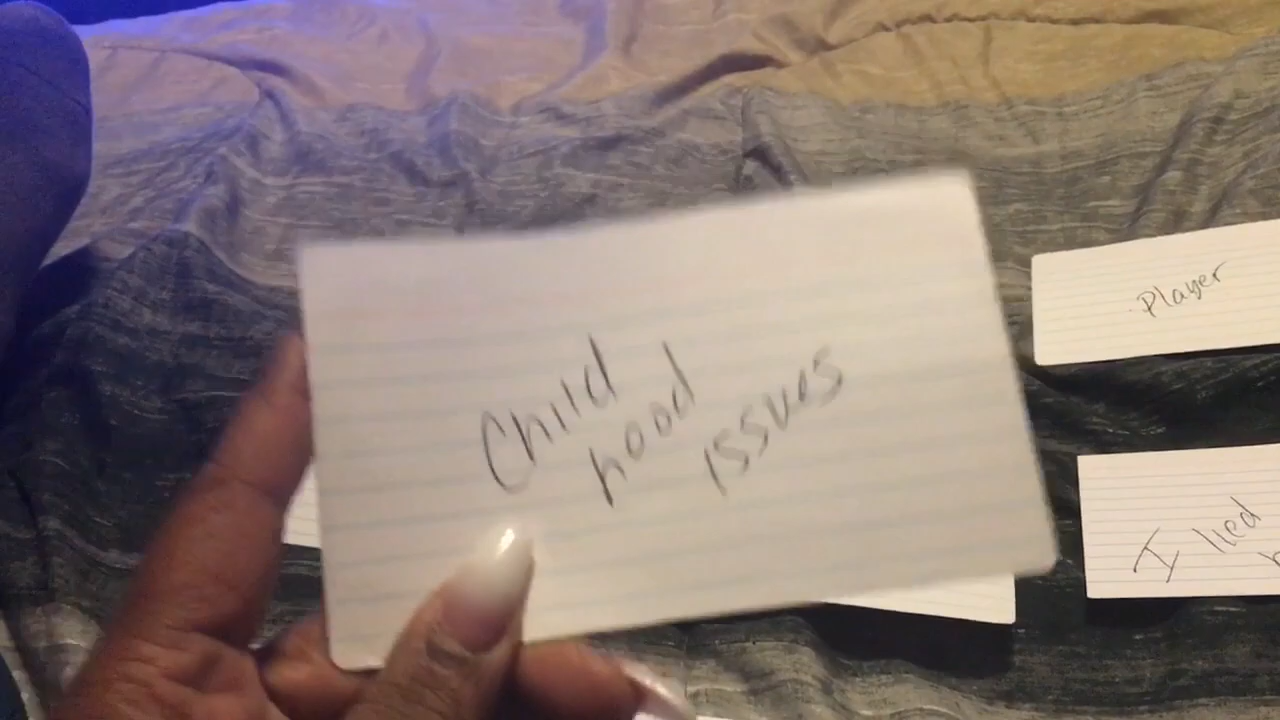 Child
hood
issues
Player
I lied